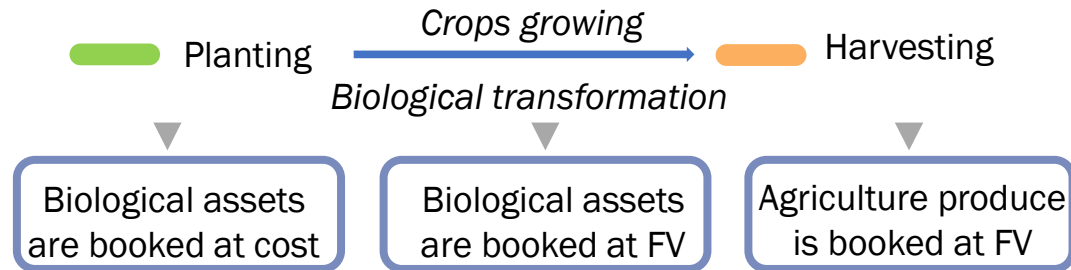 Crops growing
Planting
Harvesting
Biological transformation
Biological assets
are booked at cost
Biological assets
are booked at FV
Agriculture produce
is booked at FV